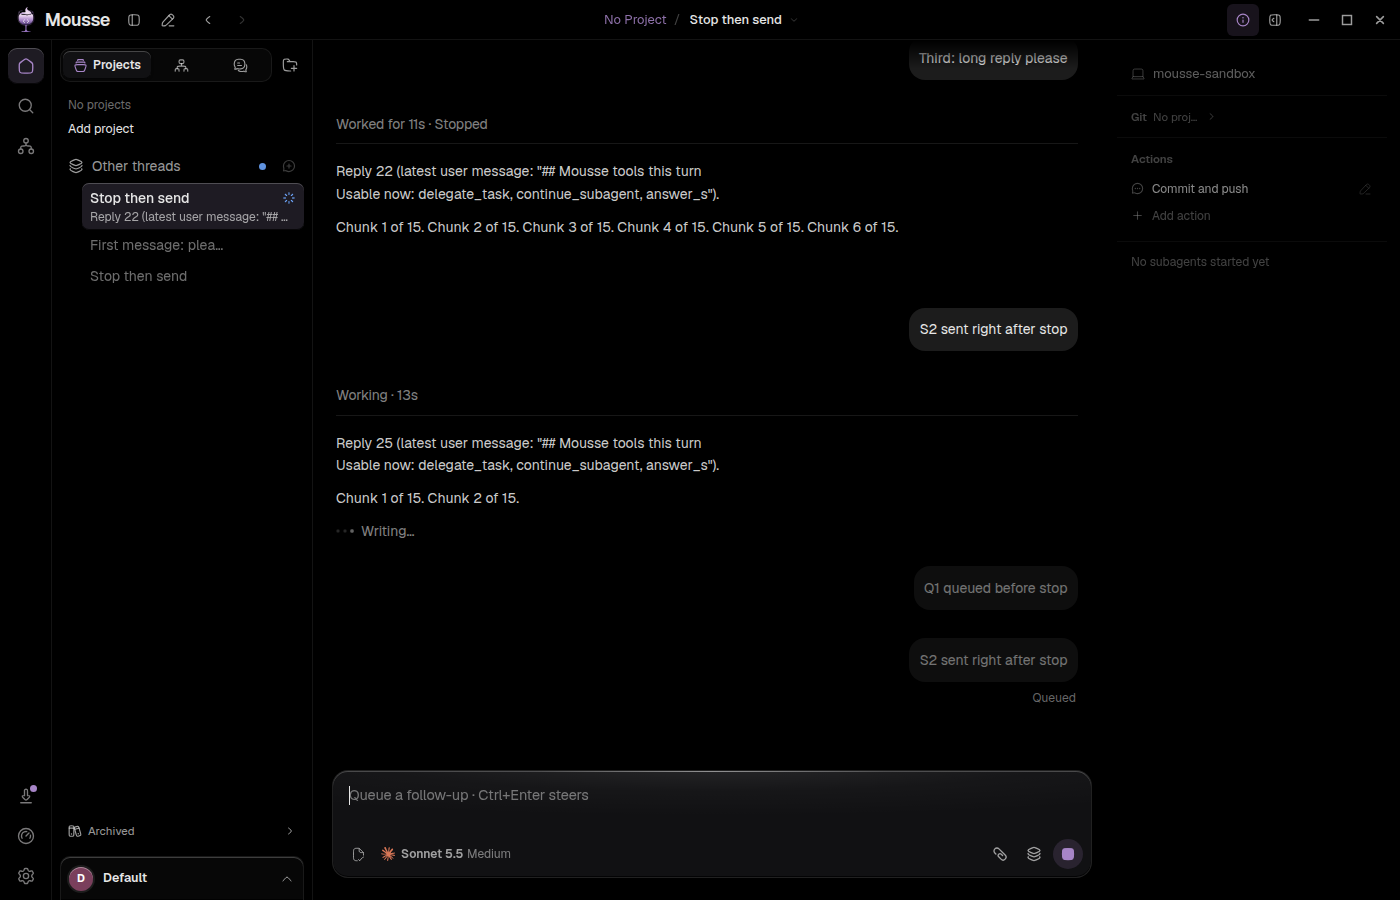 Mousse
No Project / Stop then send
Projects
No projects
Add project
Other threads
Stop then send
Reply 22 (latest user message: "## ...
First message: plea...
Stop then send
Archived
D Default
Third: long reply please
Worked for 11s · Stopped
Reply 22 (latest user message: "## Mousse tools this turn
Usable now: delegate_task, continue_subagent, answer_s").
Chunk 1 of 15. Chunk 2 of 15. Chunk 3 of 15. Chunk 4 of 15. Chunk 5 of 15. Chunk 6 of 15.
S2 sent right after stop
Working · 13s
Reply 25 (latest user message: "## Mousse tools this turn
Usable now: delegate_task, continue_subagent, answer_s").
Chunk 1 of 15. Chunk 2 of 15.
Writing...
Q1 queued before stop
S2 sent right after stop
Queued
Queue a follow-up · Ctrl+Enter steers
Sonnet 5.5 Medium
mousse-sandbox
Git No proj...
Actions
Commit and push
Add action
No subagents started yet